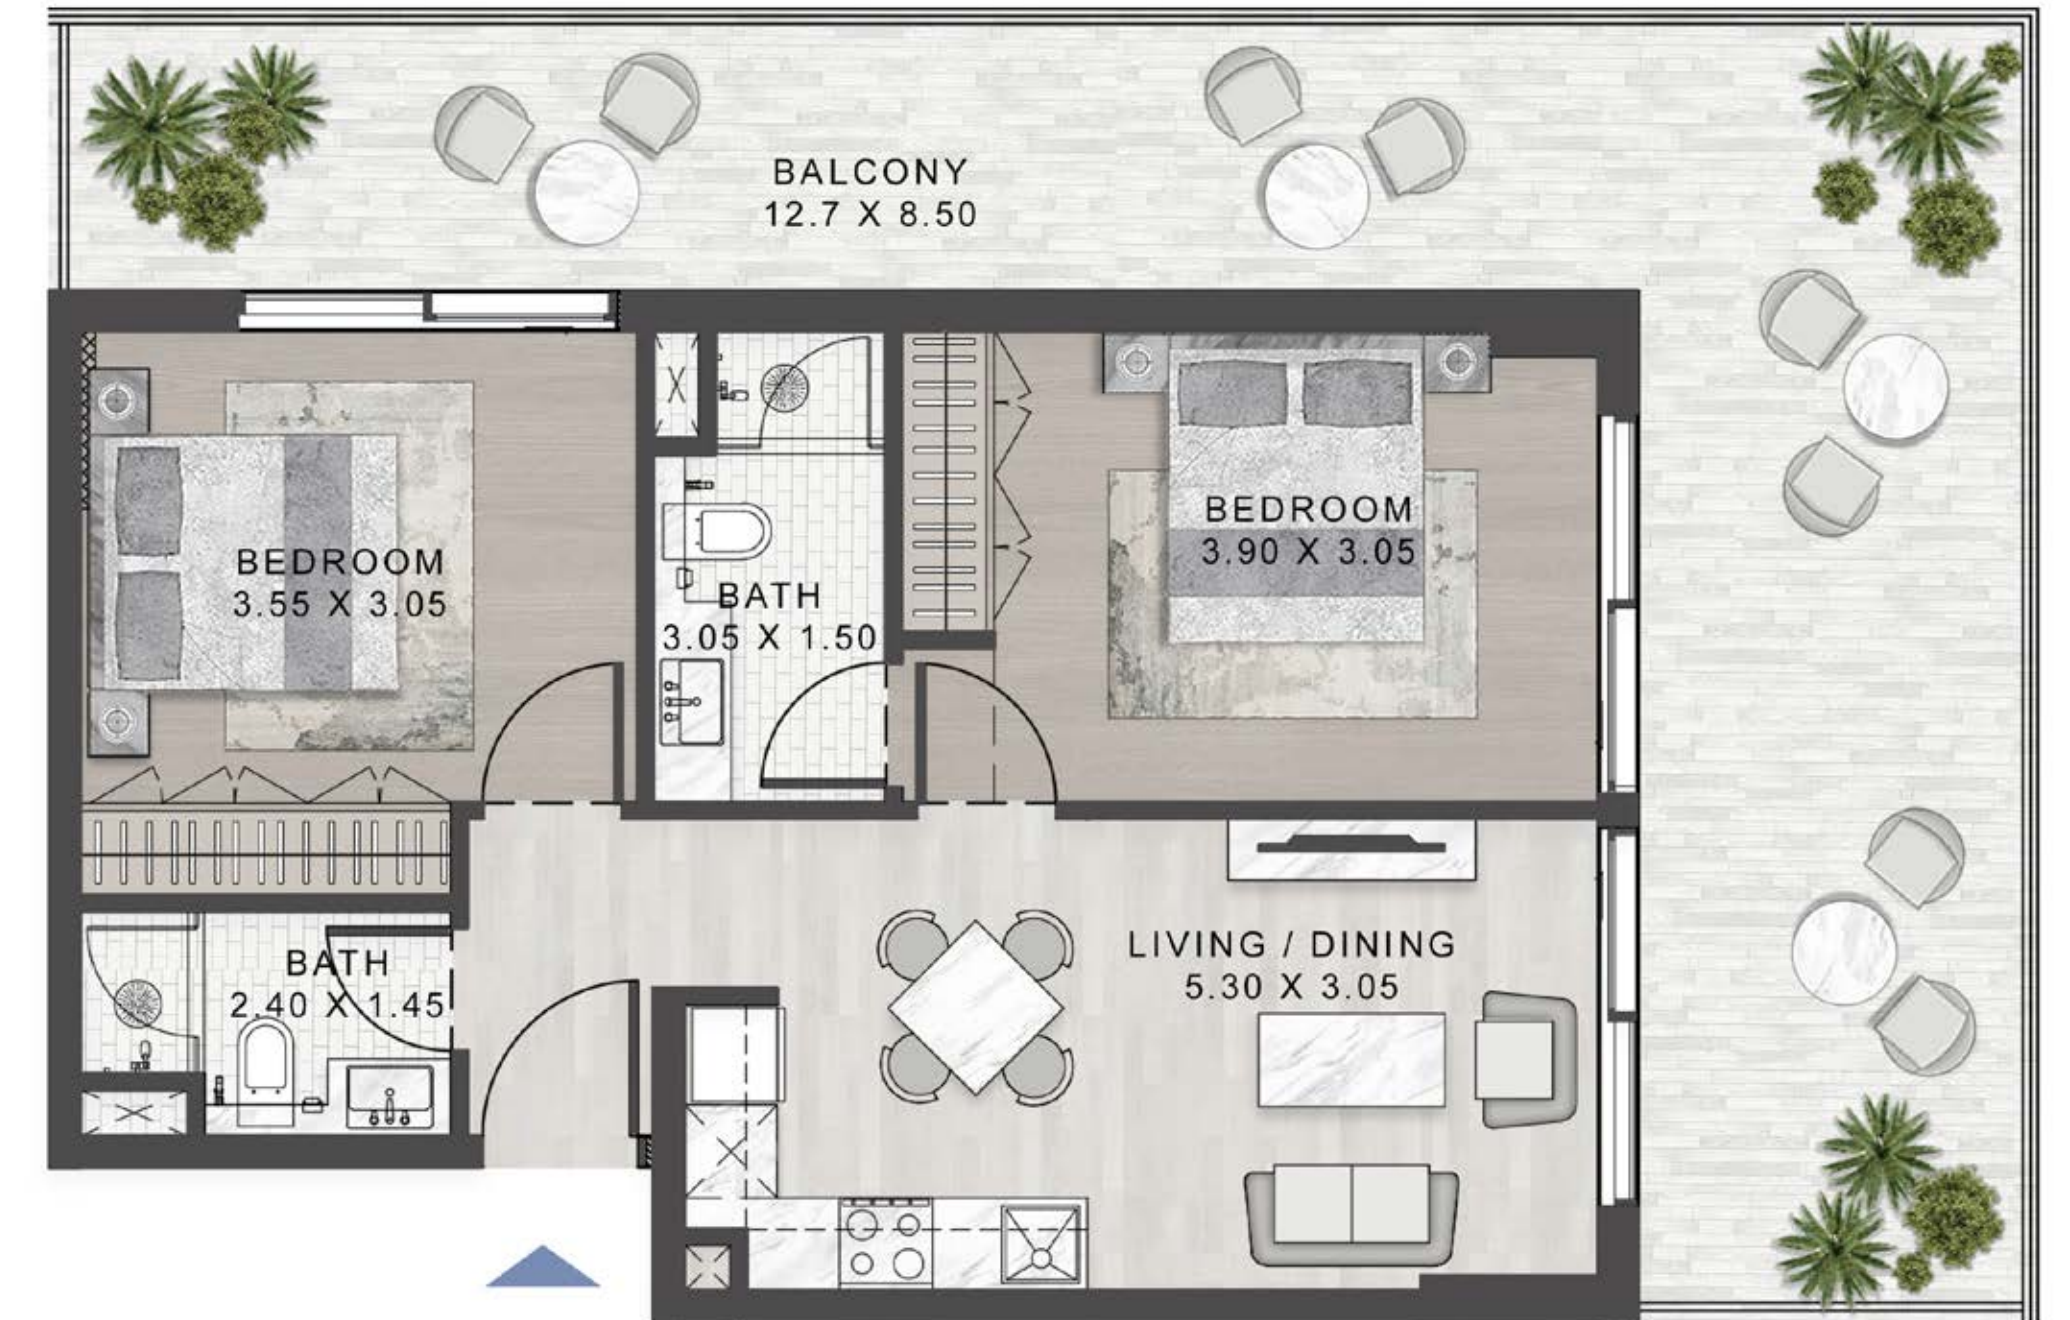 BALCONY
12.7 X 8.50
BEDROOM
3.90 X 3.05
BEDROOM
3.55 X 3.05
BATH
3.05 X 1.50
LIVING / DINING
5.30 X 3.05
BATH
2.40 X 1.45